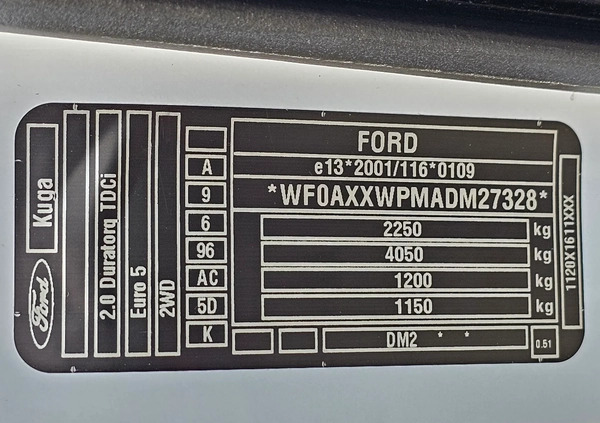 Ford
Kuga
2.0 Duratorq TDCi
Euro 5
2WD
A
9
6
96
AC
5D
K
FORD
e13*2001/116*0109
*WF0AXXWPMADM27328*
2250 kg
4050 kg
1200 kg
1150 kg
DM2 * *
0.51
1120X1611XXX